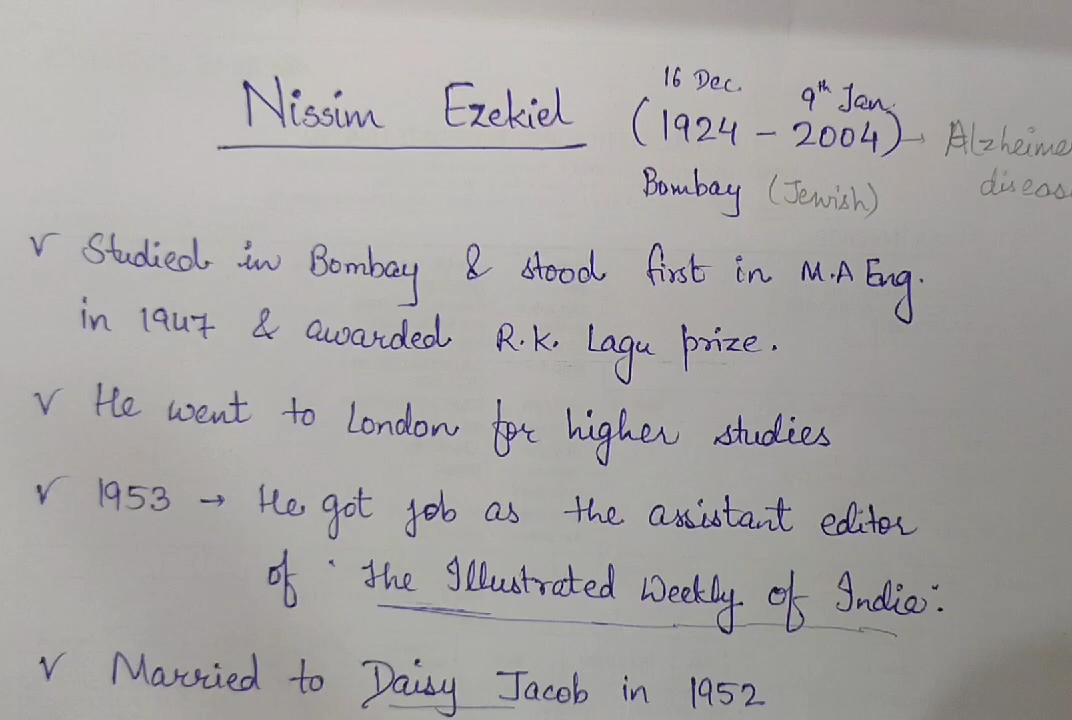 Nissim Ezekiel (1924 - 2004) → Alzheime
16 Dec. 9th Jan.
Bombay (Jewish) diseas
√ Studied in Bombay & stood first in M.A Eng.
in 1947 & awarded R.K. Lagu prize.
√ He went to London for higher studies
√ 1953 → He got job as the assistant editor
of "The Illustrated Weekly of India".
√ Married to Daisy Jacob in 1952